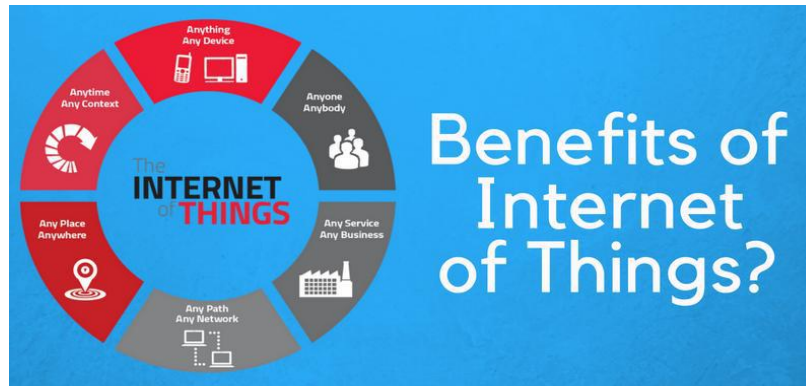 Anything
Any Device
Anyone
Anybody
Any Service
Any Business
Any Path
Any Network
Any Place
Anywhere
Anytime
Any Context
The
INTERNET
of THINGS
Benefits of
Internet
of Things?